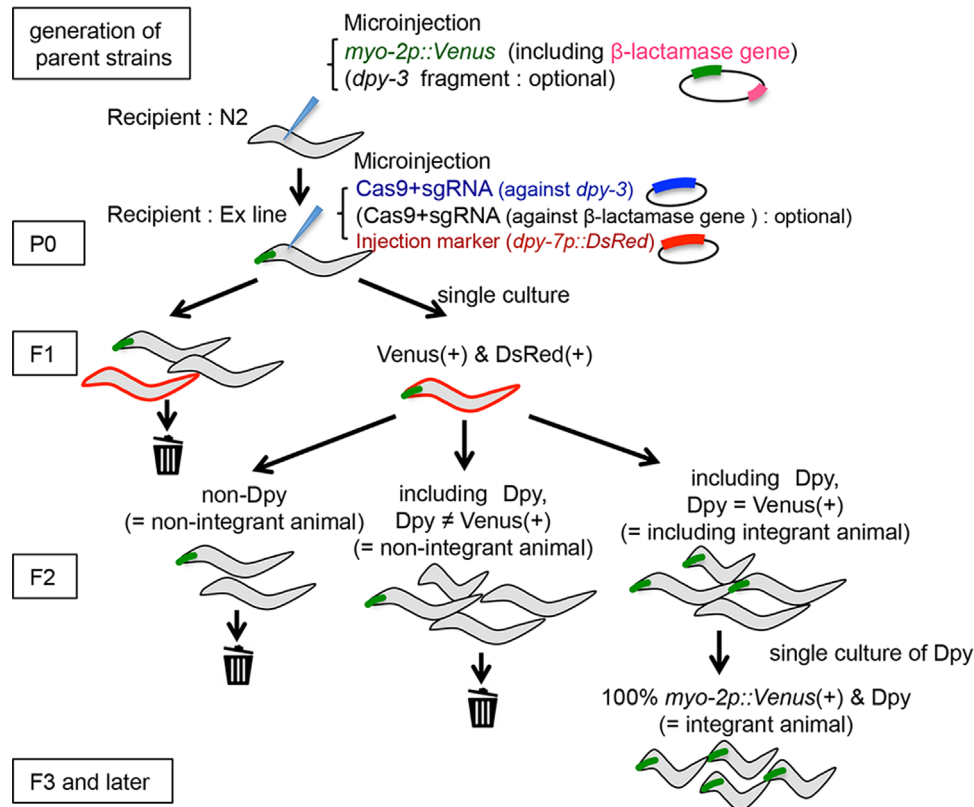 generation of
parent strains
Microinjection
myo-2p::Venus (including β-lactamase gene)
(dpy-3 fragment : optional)
Recipient : N2
Microinjection
Cas9+sgRNA (against dpy-3)
(Cas9+sgRNA (against β-lactamase gene ) : optional)
Injection marker (dpy-7p::DsRed)
Recipient : Ex line
P0
single culture
F1
Venus(+) & DsRed(+)
non-Dpy
(= non-integrant animal)
including Dpy,
Dpy ≠ Venus(+)
(= non-integrant animal)
including Dpy,
Dpy = Venus(+)
(= including integrant animal)
F2
single culture of Dpy
100% myo-2p::Venus(+) & Dpy
(= integrant animal)
F3 and later